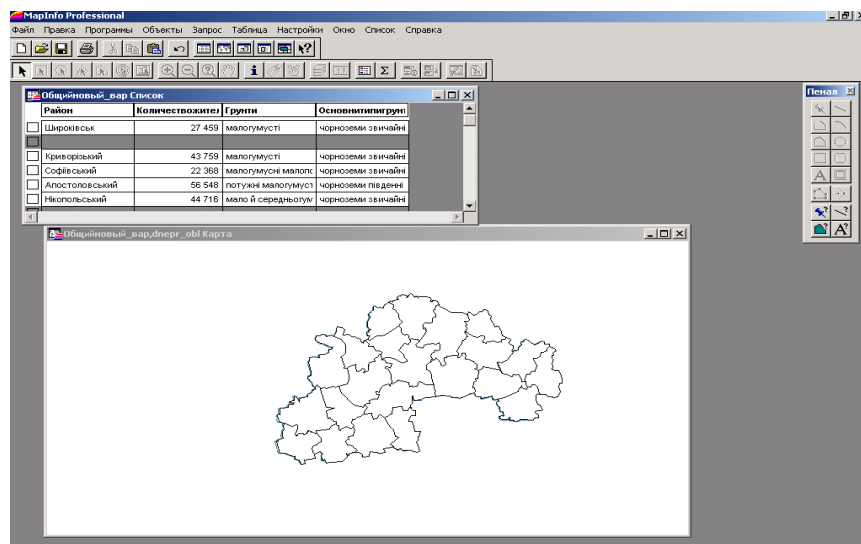 MapInfo Professional
Файл Правка Программы Объекты Запрос Таблица Настройки Окно Список Справка
Общийновый_вар Список
Район Количествожител Грунти Основнитипигрунт
Широківськ 27 459 малогумусті чорноземи звичайні
Криворізький 43 759 малогумусті чорноземи звичайні
Софіївський 22 368 малогумусні малопо чорноземи звичайні
Апостоловський 56 548 потужні малогумуст чорноземи південні
Нікопольський 44 716 мало й середньогум чорноземи звичайні
Пенал
Общийновый_вар,dnepr_obl Карта